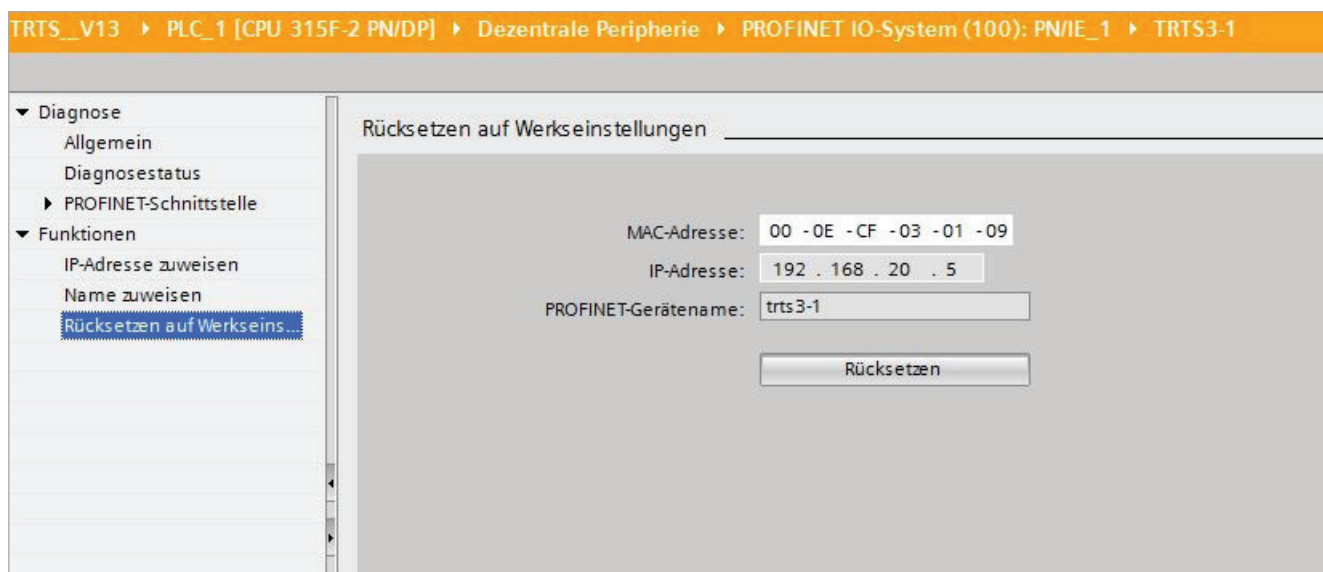 TRTS__V13 ▸ PLC_1 [CPU 315F-2 PN/DP] ▸ Dezentrale Peripherie ▸ PROFINET IO-System (100): PN/IE_1 ▸ TRTS3-1
Diagnose
Allgemein
Diagnosestatus
PROFINET-Schnittstelle
Funktionen
IP-Adresse zuweisen
Name zuweisen
Rücksetzen auf Werkseins...
Rücksetzen auf Werkseinstellungen
MAC-Adresse: 00 -0E -CF -03 -01 -09
IP-Adresse: 192 . 168 . 20 . 5
PROFINET-Gerätename: trts3-1
Rücksetzen